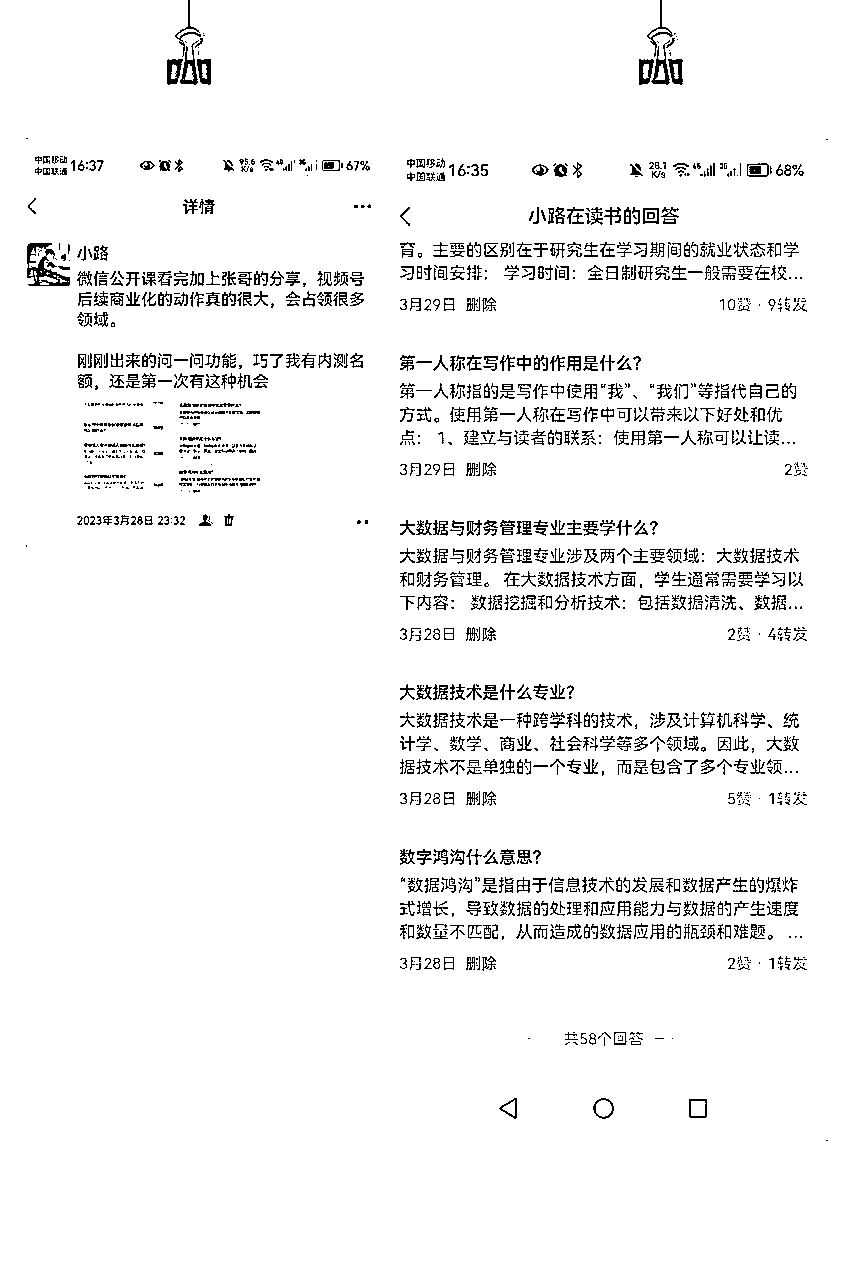 中国移动
中国联通
16:37
95.6
K/s
4G
3G
67%
详情
小路
微信公开课看完加上张哥的分享，视频号
后续商业化的动作真的很大，会占领很多
领域。
刚刚出来的问一问功能，巧了我有内测名
额，还是第一次有这种机会
2023年3月28日 23:32
中国移动
中国联通
16:35
28.1
K/s
4G
3G
68%
小路在读书的回答
育。主要的区别在于研究生在学习期间的就业状态和学
习时间安排： 学习时间：全日制研究生一般需要在校...
3月29日 删除
10赞 · 9转发
第一人称在写作中的作用是什么？
第一人称指的是写作中使用“我”、“我们”等指代自己的
方式。使用第一人称在写作中可以带来以下好处和优
点： 1、建立与读者的联系：使用第一人称可以让读...
3月29日 删除
2赞
大数据与财务管理专业主要学什么？
大数据与财务管理专业涉及两个主要领域：大数据技术
和财务管理。 在大数据技术方面，学生通常需要学习以
下内容： 数据挖掘和分析技术：包括数据清洗、数据...
3月28日 删除
2赞 · 4转发
大数据技术是什么专业？
大数据技术是一种跨学科的技术，涉及计算机科学、统
计学、数学、商业、社会科学等多个领域。因此，大数
据技术不是单独的一个专业，而是包含了多个专业领...
3月28日 删除
5赞 · 1转发
数字鸿沟什么意思？
“数据鸿沟”是指由于信息技术的发展和数据产生的爆炸
式增长，导致数据的处理和应用能力与数据的产生速度
和数量不匹配，从而造成的数据应用的瓶颈和难题。 ...
3月28日 删除
2赞 · 1转发
共58个回答